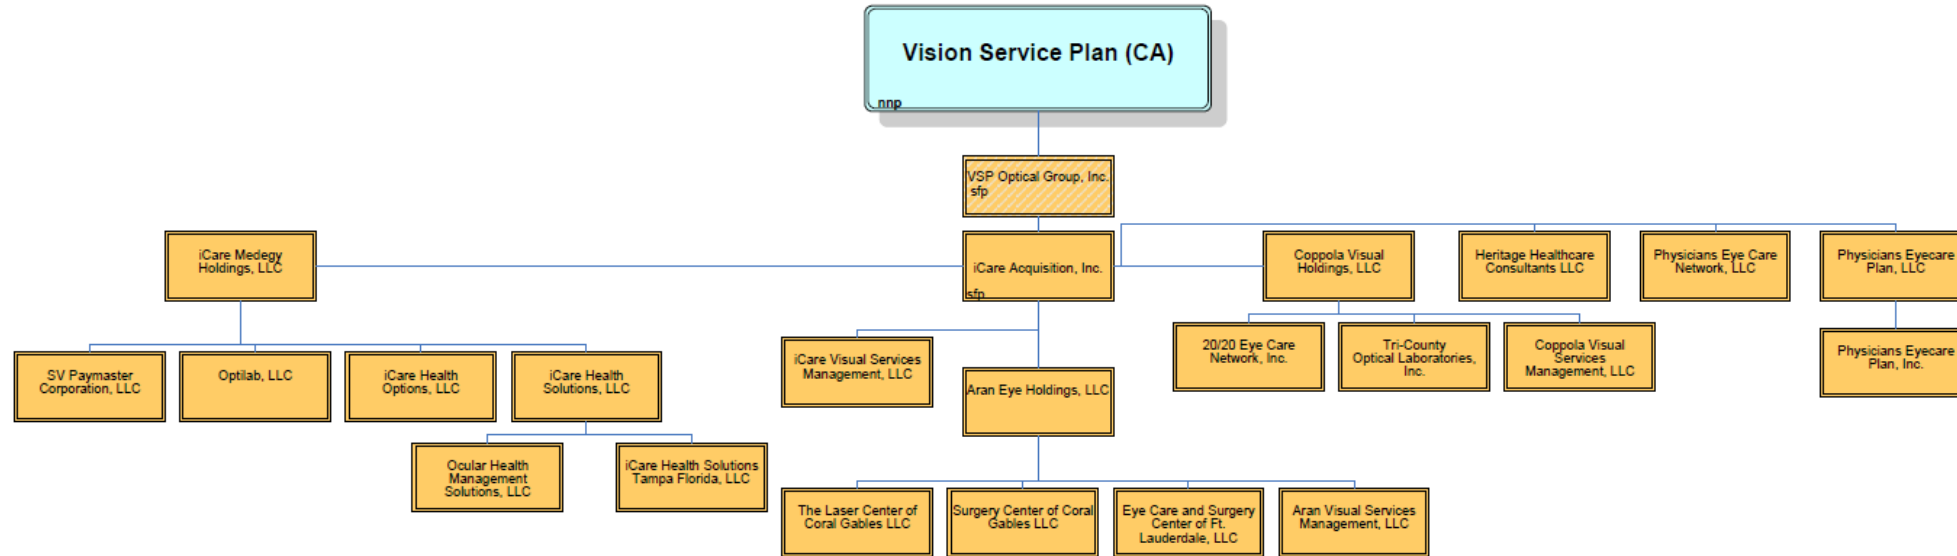 Vision Service Plan (CA)
nnp
VSP Optical Group, Inc.
sfp
iCare Medegy
Holdings, LLC
iCare Acquisition, Inc.
sfp
Coppola Visual
Holdings, LLC
Heritage Healthcare
Consultants LLC
Physicians Eye Care
Network, LLC
Physicians Eyecare
Plan, LLC
SV Paymaster
Corporation, LLC
Optilab, LLC
iCare Health
Options, LLC
iCare Health
Solutions, LLC
iCare Visual Services
Management, LLC
Aran Eye Holdings, LLC
20/20 Eye Care
Network, Inc.
Tri-County
Optical Laboratories,
Inc.
Coppola Visual
Services
Management, LLC
Physicians Eyecare
Plan, Inc.
Ocular Health
Management
Solutions, LLC
iCare Health Solutions
Tampa Florida, LLC
The Laser Center of
Coral Gables LLC
Surgery Center of Coral
Gables LLC
Eye Care and Surgery
Center of Ft.
Lauderdale, LLC
Aran Visual Services
Management, LLC